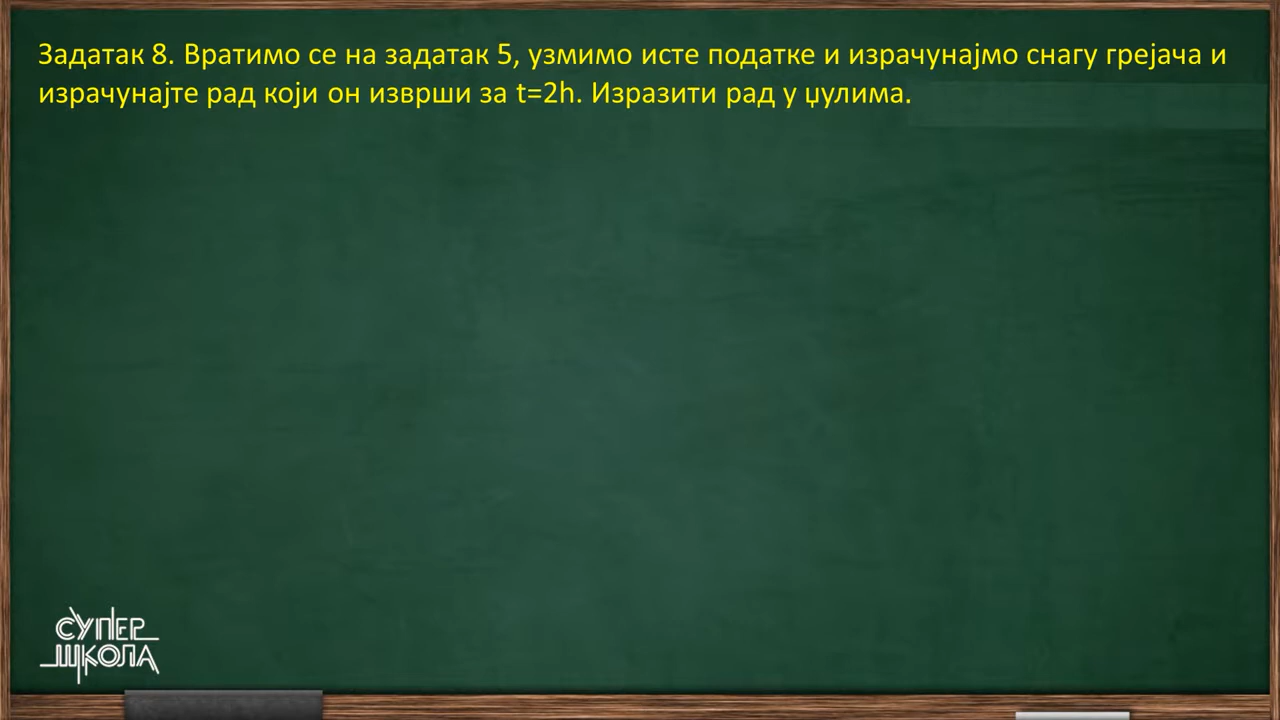 Задатак 8. Вратимо се на задатак 5, узмимо исте податке и израчунајмо снагу грејача и
израчунајте рад који он изврши за t=2h. Изразити рад у џулима.
СУПЕР
ШКОЛА